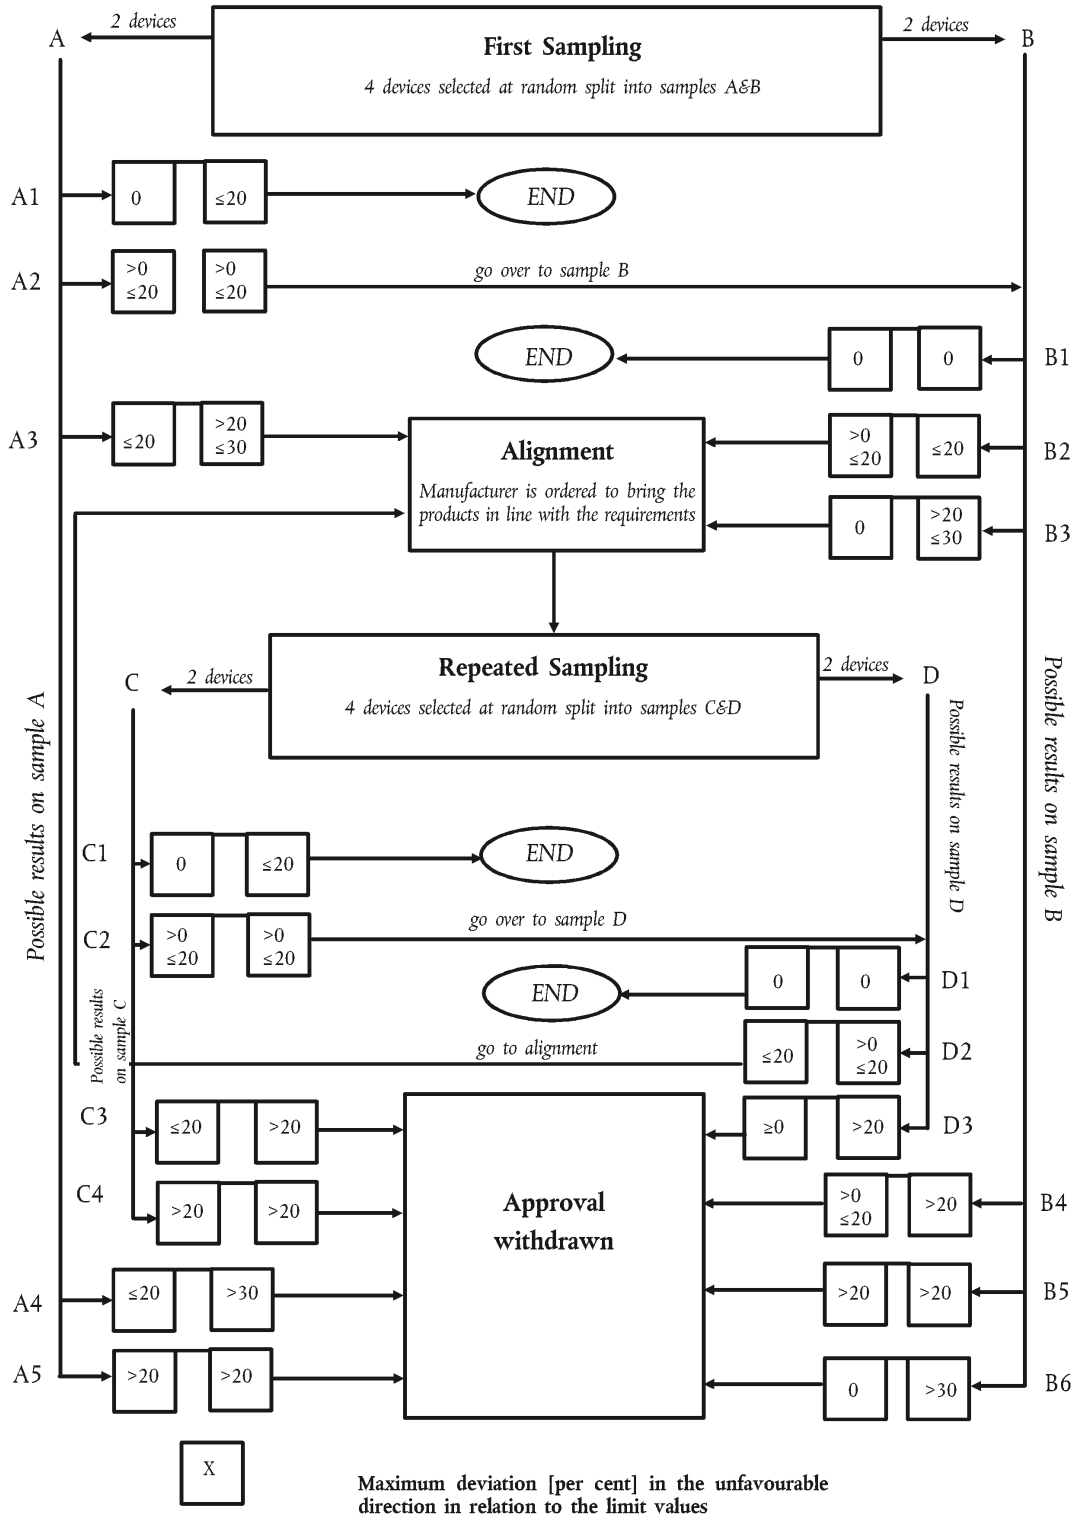 2 devices
A
First Sampling
4 devices selected at random split into samples A&B
2 devices
B
A1
0
≤20
END
A2
>0
≤20
>0
≤20
go over to sample B
END
0
0
B1
A3
≤20
>20
≤30
Alignment
Manufacturer is ordered to bring the
products in line with the requirements
>0
≤20
≤20
B2
0
>20
≤30
B3
Repeated Sampling
4 devices selected at random split into samples C&D
C
2 devices
2 devices
D
Possible results on sample A
Possible results on sample D
Possible results on sample B
C1
0
≤20
END
C2
>0
≤20
>0
≤20
go over to sample D
END
0
0
D1
Possible results
on sample C
go to alignment
≤20
>0
≤20
D2
C3
≤20
>20
≥0
>20
D3
C4
>20
>20
Approval
withdrawn
>0
≤20
>20
B4
A4
≤20
>30
>20
>20
B5
A5
>20
>20
0
>30
B6
X
Maximum deviation [per cent] in the unfavourable
direction in relation to the limit values